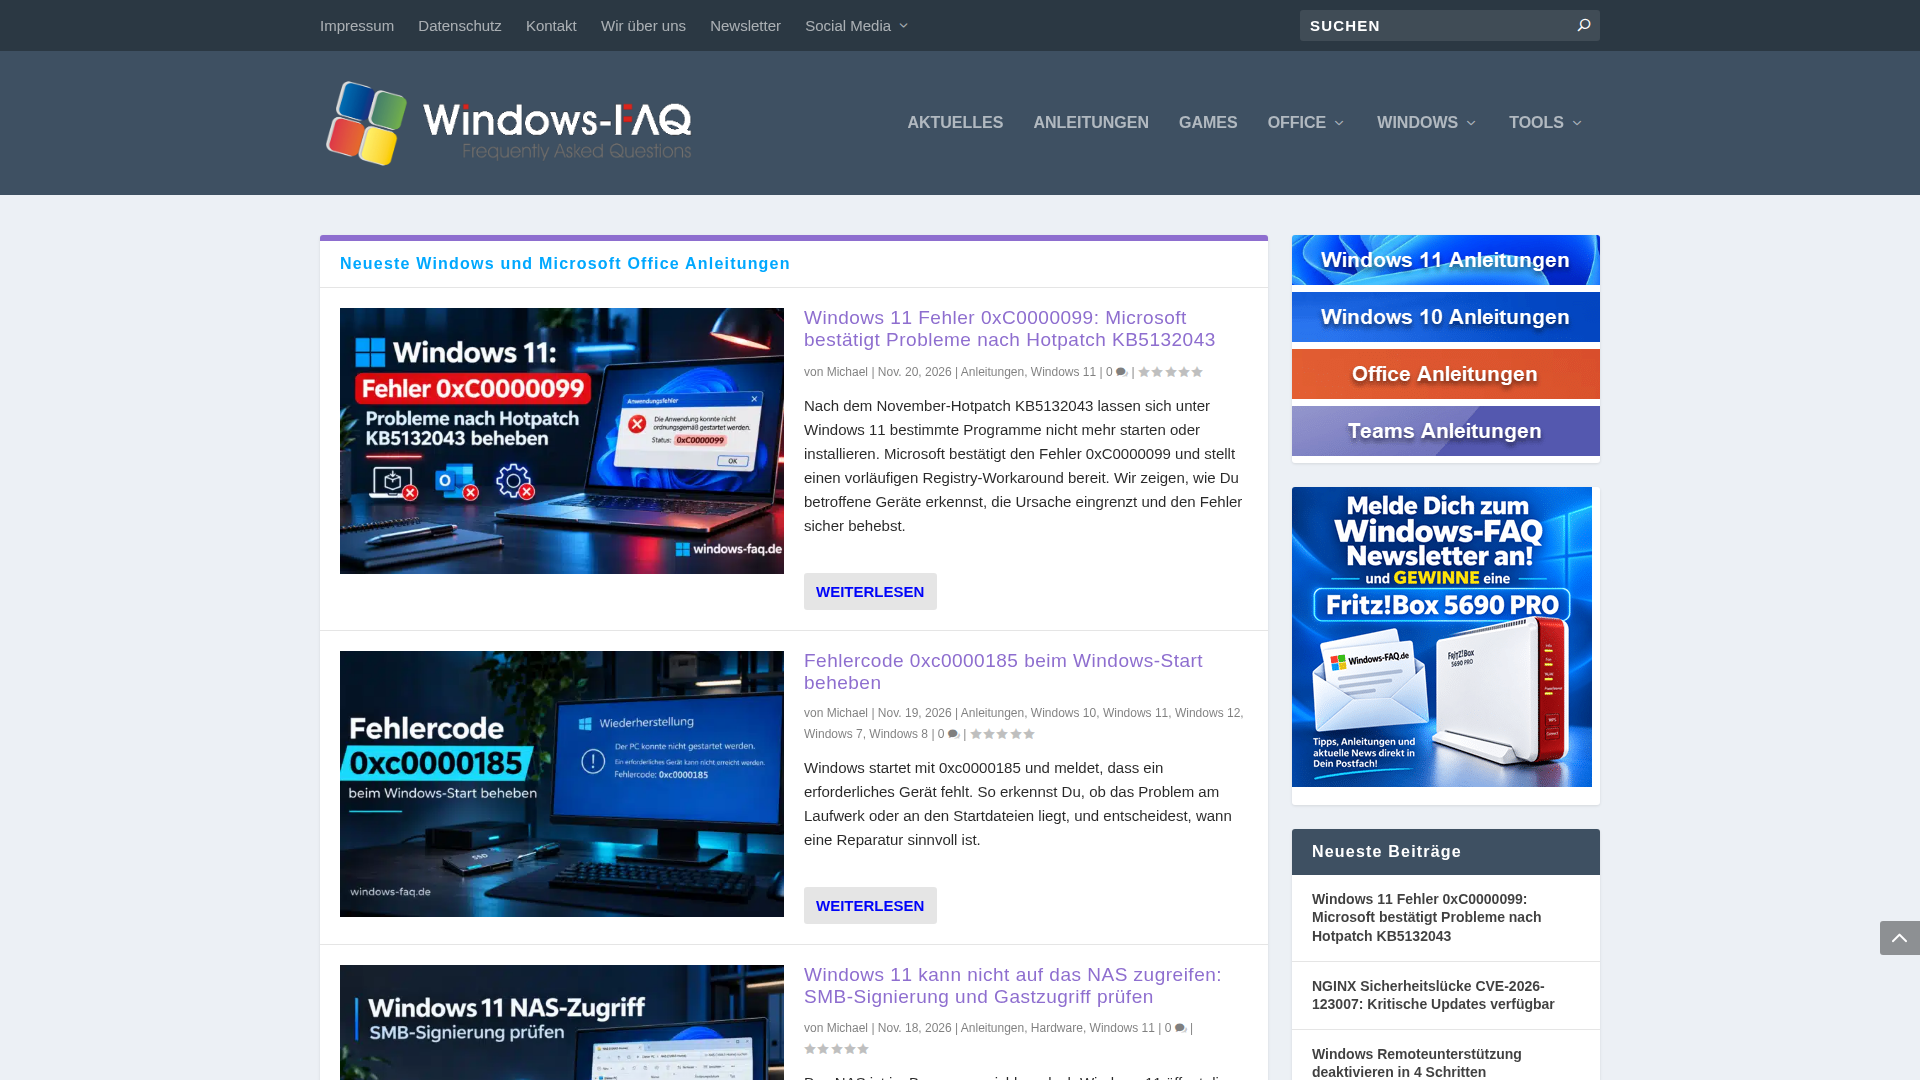 Impressum Datenschutz Kontakt Wir über uns Newsletter Social Media
SUCHEN
Windows-FAQ
Frequently Asked Questions
AKTUELLES ANLEITUNGEN GAMES OFFICE WINDOWS TOOLS
Neueste Windows und Microsoft Office Anleitungen
Windows 11:
Fehler 0xC0000099
Probleme nach Hotpatch
KB5132043 beheben
Anwendungsfehler
Die Anwendung konnte nicht
ordnungsgemäß gestartet werden.
Status: 0xC0000099
OK
windows-faq.de
Windows 11 Fehler 0xC0000099: Microsoft
bestätigt Probleme nach Hotpatch KB5132043
von Michael | Nov. 20, 2026 | Anleitungen, Windows 11 | 0 |
Nach dem November-Hotpatch KB5132043 lassen sich unter
Windows 11 bestimmte Programme nicht mehr starten oder
installieren. Microsoft bestätigt den Fehler 0xC0000099 und stellt
einen vorläufigen Registry-Workaround bereit. Wir zeigen, wie Du
betroffene Geräte erkennst, die Ursache eingrenzt und den Fehler
sicher behebst.
WEITERLESEN
Fehlercode
0xc0000185
beim Windows-Start beheben
Wiederherstellung
Der PC konnte nicht gestartet werden.
Ein erforderliches Gerät kann nicht erreicht werden.
Fehlercode: 0xc0000185
SSD
windows-faq.de
Fehlercode 0xc0000185 beim Windows-Start
beheben
von Michael | Nov. 19, 2026 | Anleitungen, Windows 10, Windows 11, Windows 12,
Windows 7, Windows 8 | 0 |
Windows startet mit 0xc0000185 und meldet, dass ein
erforderliches Gerät fehlt. So erkennst Du, ob das Problem am
Laufwerk oder an den Startdateien liegt, und entscheidest, wann
eine Reparatur sinnvoll ist.
WEITERLESEN
Windows 11 NAS-Zugriff
SMB-Signierung prüfen
Windows 11 kann nicht auf das NAS zugreifen:
SMB-Signierung und Gastzugriff prüfen
von Michael | Nov. 18, 2026 | Anleitungen, Hardware, Windows 11 | 0 |
Windows 11 Anleitungen
Windows 10 Anleitungen
Office Anleitungen
Teams Anleitungen
Melde Dich zum
Windows-FAQ
Newsletter an!
und GEWINNE eine
Fritz!Box 5690 PRO
Windows-FAQ.de
Fritz!Box
5690 PRO
Tipps, Anleitungen und
aktuelle News direkt in
Dein Postfach!
Neueste Beiträge
Windows 11 Fehler 0xC0000099:
Microsoft bestätigt Probleme nach
Hotpatch KB5132043
NGINX Sicherheitslücke CVE-2026-
123007: Kritische Updates verfügbar
Windows Remoteunterstützung
deaktivieren in 4 Schritten